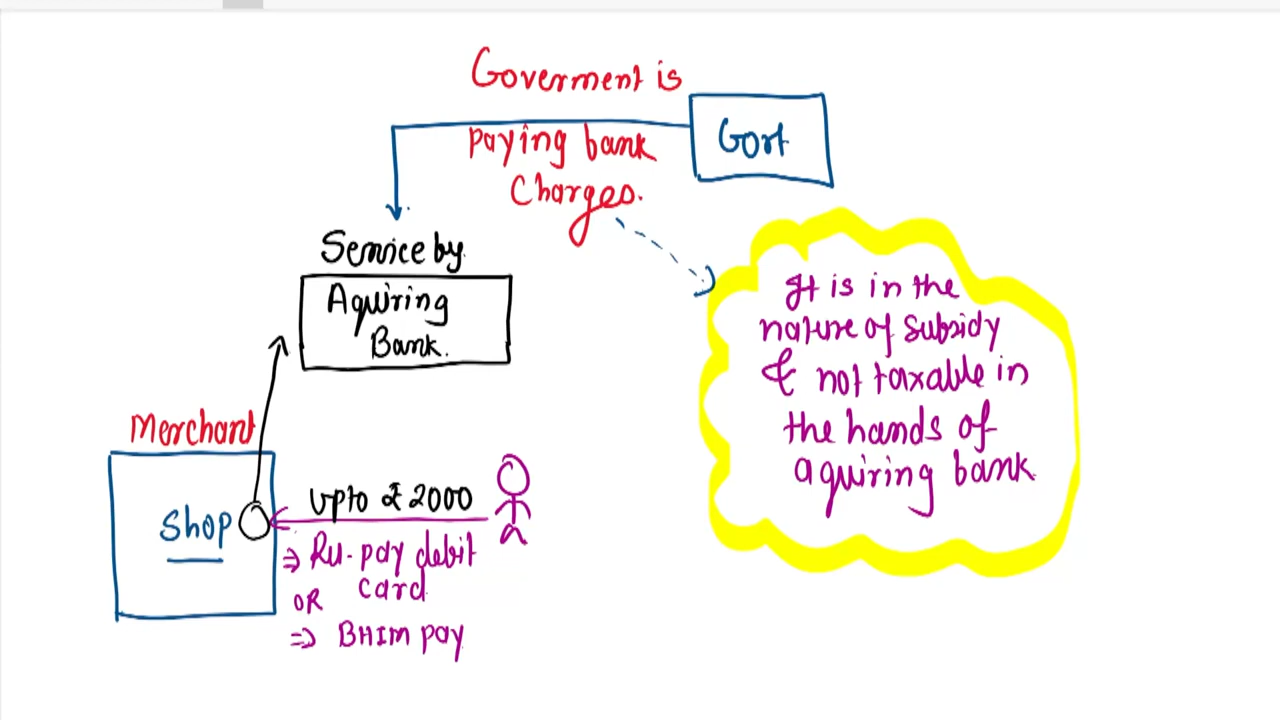 Goverment is
paying bank
Charges.
Govt
Service by
Aquiring
Bank.
It is in the
nature of subsidy
& not taxable in
the hands of
aquiring bank
Merchant
Shop
upto ₹ 2000
⇒ Ru-pay debit
card
OR
⇒ BHIM pay